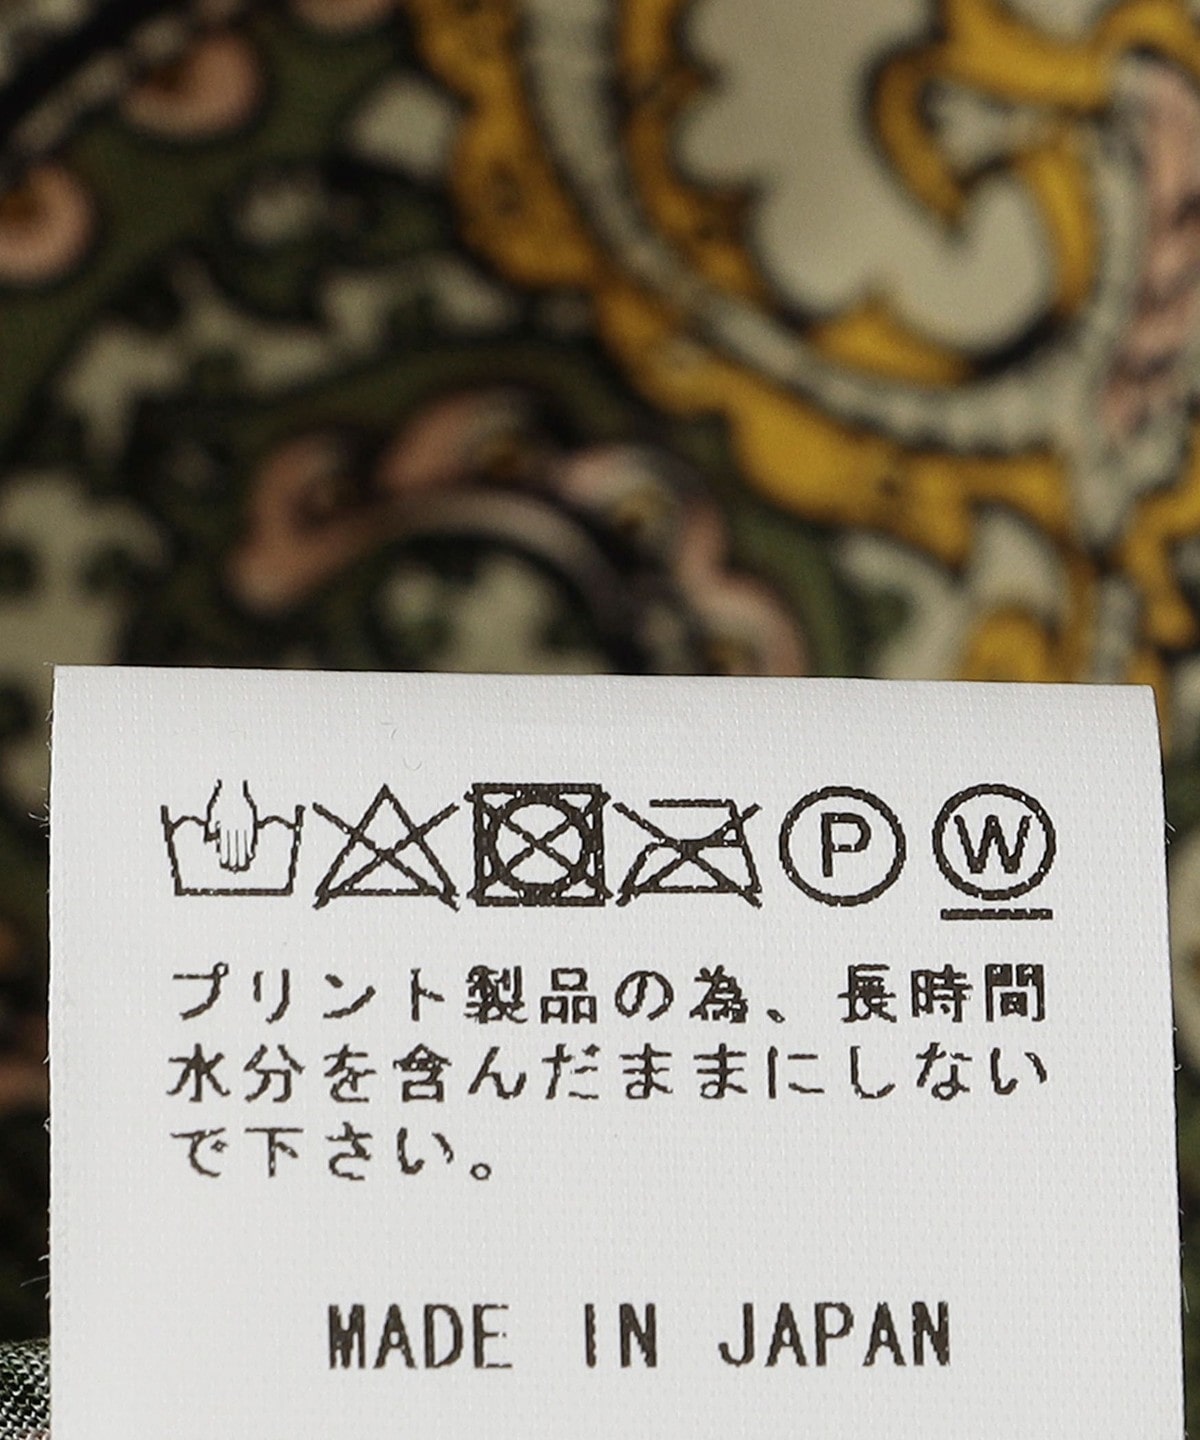 P W
プリント製品の為、長時間
水分を含んだままにしない
で下さい。
MADE IN JAPAN